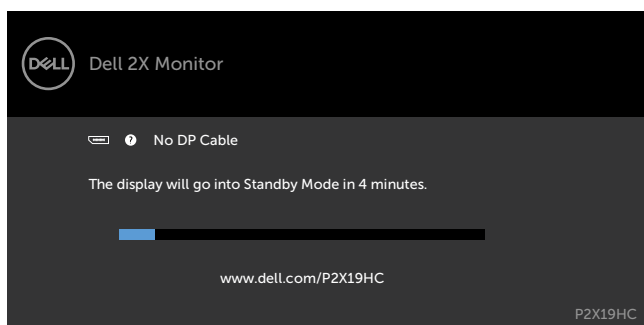 DELL
Dell 2X Monitor
? No DP Cable
The display will go into Standby Mode in 4 minutes.
www.dell.com/P2X19HC
P2X19HC